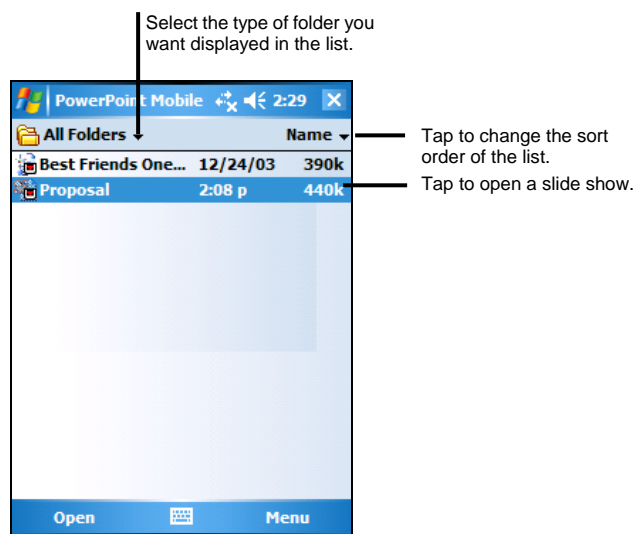 Select the type of folder you
want displayed in the list.
PowerPoint Mobile 2:29
All Folders Name
Best Friends One... 12/24/03 390k
Proposal 2:08 p 440k
Tap to change the sort
order of the list.
Tap to open a slide show.
Open Menu